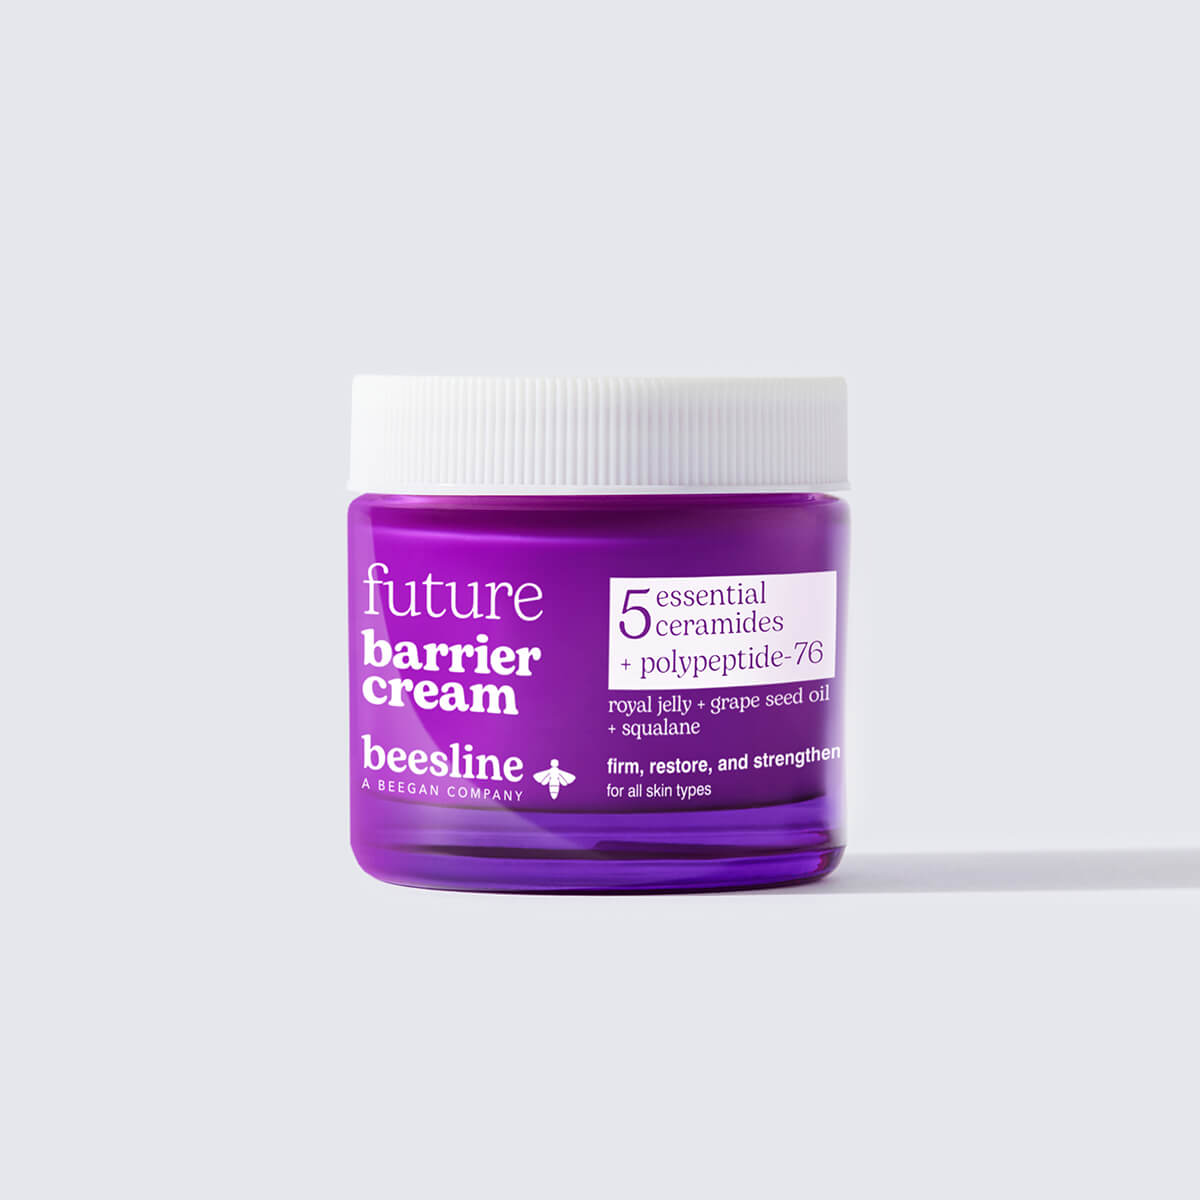 future
barrier
cream
beesline
A BEEGAN COMPANY
5 essential
ceramides
+ polypeptide-76
royal jelly + grape seed oil
+ squalane
firm, restore, and strengthen
for all skin types